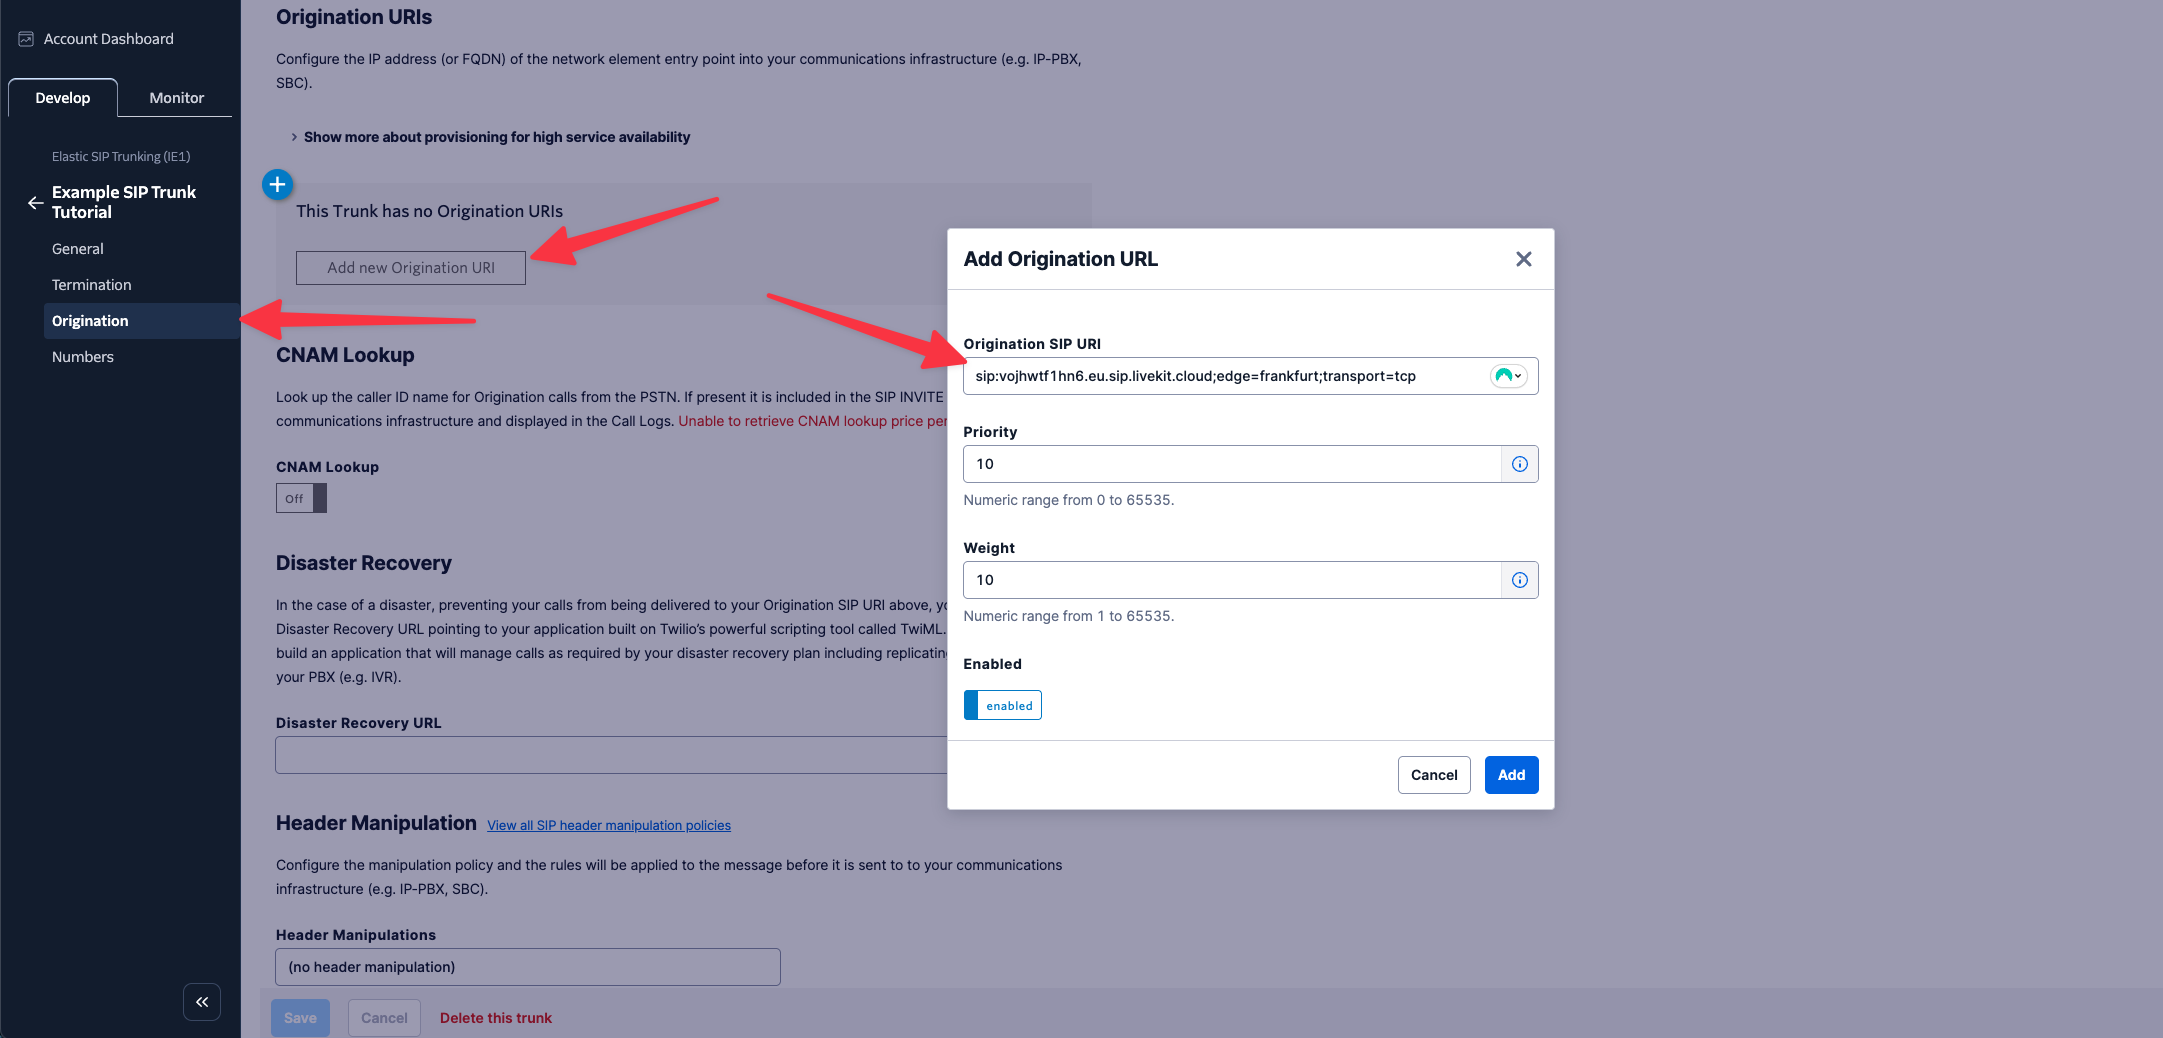 Account Dashboard
Develop
Monitor
Elastic SIP Trunking (IE1)
Example SIP Trunk
Tutorial
General
Termination
Origination
Numbers
Origination URIs
Configure the IP address (or FQDN) of the network element entry point into your communications infrastructure (e.g. IP-PBX,
SBC).
Show more about provisioning for high service availability
This Trunk has no Origination URIs
Add new Origination URI
CNAM Lookup
Look up the caller ID name for Origination calls from the PSTN. If present it is included in the SIP INVITE
communications infrastructure and displayed in the Call Logs. Unable to retrieve CNAM lookup price per
CNAM Lookup
Off
Disaster Recovery
In the case of a disaster, preventing your calls from being delivered to your Origination SIP URI above,
Disaster Recovery URL pointing to your application built on Twilio's powerful scripting tool called TwiML.
build an application that will manage calls as required by your disaster recovery plan including
your PBX (e.g. IVR).
Disaster Recovery URL
Header Manipulation View all SIP header manipulation policies
Configure the manipulation policy and the rules will be applied to the message before it is sent to to your communications
infrastructure (e.g. IP-PBX, SBC).
Header Manipulations
(no header manipulation)
Save
Cancel
Delete this trunk
Add Origination URL
Origination SIP URI
sip:vojhwtf1hn6.eu.sip.livekit.cloud;edge=frankfurt;transport=tcp
Priority
10
Numeric range from 0 to 65535.
Weight
10
Numeric range from 1 to 65535.
Enabled
enabled
Cancel
Add